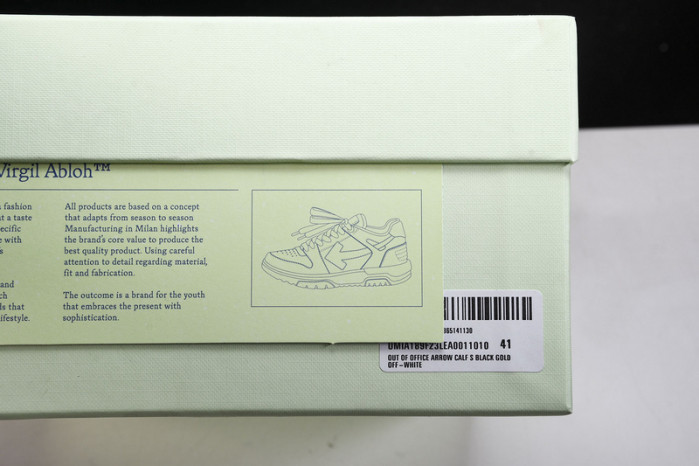 Virgil Abloh™
fashion
t a taste
ecific
e with
s
and
ch
ls that
ifestyle.
All products are based on a concept
that adapts from season to season
Manufacturing in Milan highlights
the brand's core value to produce the
best quality product. Using careful
attention to detail regarding material,
fit and fabrication.
The outcome is a brand for the youth
that embraces the present with
sophistication.
365141130
OMIA189F23LEA0011010 41
OUT OF OFFICE ARROW CALF S BLACK GOLD
OFF-WHITE